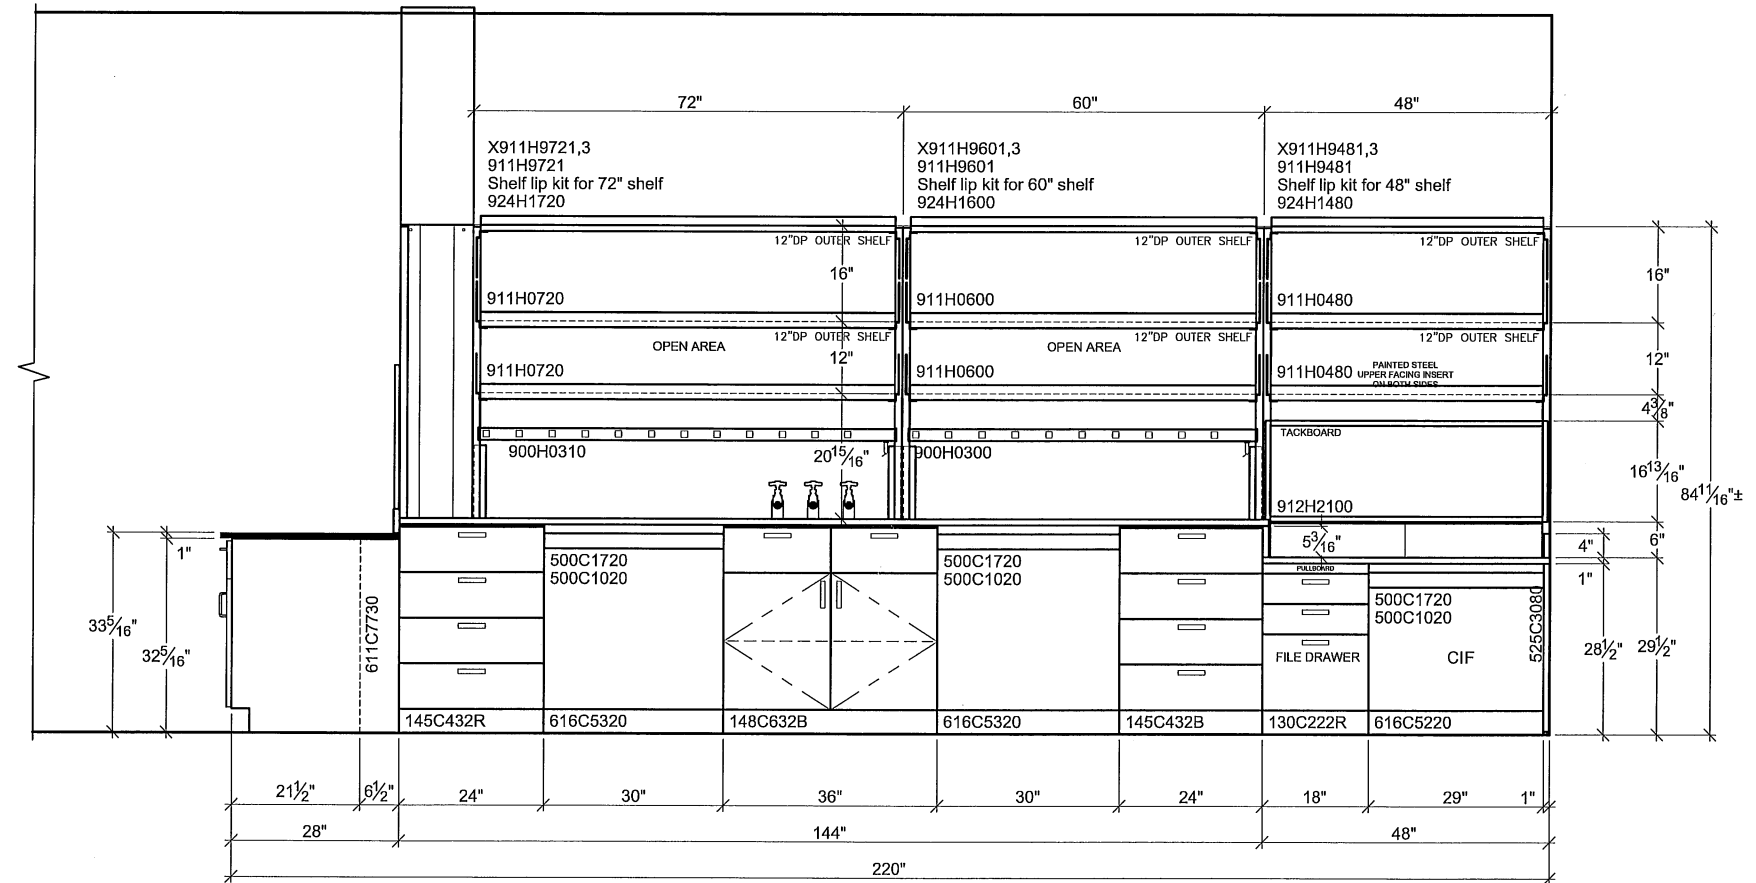 72"
60"
48"
X911H9721,3
911H9721
Shelf lip kit for 72" shelf
924H1720
X911H9601,3
911H9601
Shelf lip kit for 60" shelf
924H1600
X911H9481,3
911H9481
Shelf lip kit for 48" shelf
924H1480
12"DP OUTER SHELF
12"DP OUTER SHELF
12"DP OUTER SHELF
16"
16"
911H0720
911H0600
911H0480
12"DP OUTER SHELF
12"DP OUTER SHELF
12"DP OUTER SHELF
OPEN AREA
OPEN AREA
12"
12"
911H0720
911H0600
911H0480
PAINTED STEEL
UPPER FACING INSERT
ON BOTH SIDES
4 3/8"
TACKBOARD
900H0310
20 15/16"
900H0300
16 13/16"
84 11/16"±
912H2100
1"
5 3/16"
4"
6"
500C1720
500C1020
500C1720
500C1020
PULLBOARD
1"
500C1720
500C1020
33 5/16"
32 5/16"
611C7730
525C3080
28 1/2"
29 1/2"
FILE DRAWER
CIF
145C432R
616C5320
148C632B
616C5320
145C432B
130C222R
616C5220
21 1/2"
6 1/2"
24"
30"
36"
30"
24"
18"
29"
1"
28"
144"
48"
220"